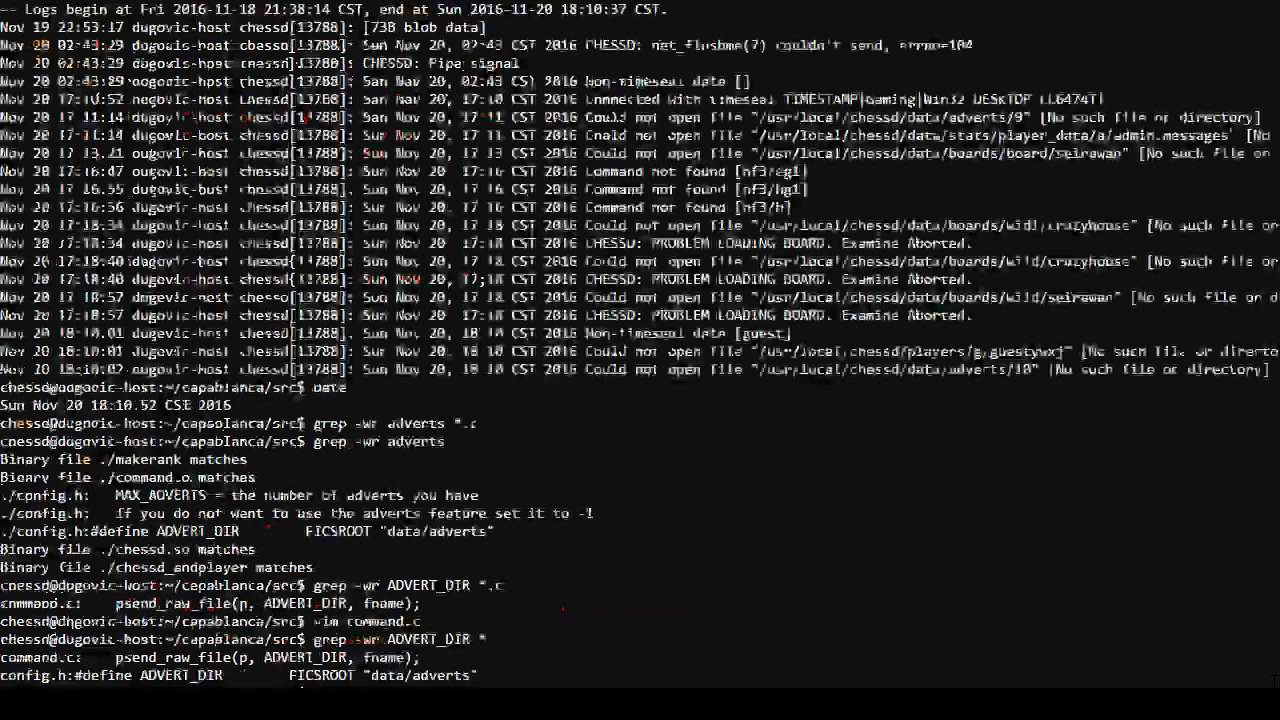 -- Logs begin at Fri 2016-11-18 21:38:14 CST, end at Sun 2016-11-20 18:10:37 CST.
Nov 19 22:53:17 dugovic-host chessd[13788]: [73B blob data]
Nov 20 02:43:29 dugovic-host chessd[13788]: Sun Nov 20, 02:43 CST 2016 CHESSD: net_flushme(7) couldn't send, errno=104
Nov 20 02:43:29 dugovic-host chessd[13788]: CHESSD: Pipe signal
Nov 20 02:43:29 dugovic-host chessd[13788]: Sun Nov 20, 02:43 CST 2016 Non-timeseal data []
Nov 20 17:10:52 dugovic-host chessd[13788]: Sun Nov 20, 17:10 CST 2016 Connected with timeseal TIMESTAMP|Gaming|Win32
Nov 20 17:11:14 dugovic-host chessd[13788]: Sun Nov 20, 17:11 CST 2016 Could not open file "/usr/local/chessd/data/adverts/9" [No such file or directory]
Nov 20 17:11:14 dugovic-host chessd[13788]: Sun Nov 20, 17:11 CST 2016 Could not open file "/usr/local/chessd/data/stats/player_data/a/admin.messages" [No
Nov 20 17:13:21 dugovic-host chessd[13788]: Sun Nov 20, 17:13 CST 2016 Could not open file "/usr/local/chessd/data/boards/board/seirawan" [No such file or
Nov 20 17:16:47 dugovic-host chessd[13788]: Sun Nov 20, 17:16 CST 2016 Command not found [nf3/eg1]
Nov 20 17:16:55 dugovic-host chessd[13788]: Sun Nov 20, 17:16 CST 2016 Command not found [nf3/hg1]
Nov 20 17:16:56 dugovic-host chessd[13788]: Sun Nov 20, 17:16 CST 2016 Command not found [nf3/h]
Nov 20 17:18:34 dugovic-host chessd[13788]: Sun Nov 20, 17:18 CST 2016 Could not open file "/usr/local/chessd/data/boards/wild/crazyhouse" [No such file or
Nov 20 17:18:34 dugovic-host chessd[13788]: Sun Nov 20, 17:18 CST 2016 CHESSD: PROBLEM LOADING BOARD. Examine Aborted.
Nov 20 17:18:40 dugovic-host chessd[13788]: Sun Nov 20, 17:18 CST 2016 Could not open file "/usr/local/chessd/data/boards/wild/crazyhouse" [No such file or
Nov 20 17:18:40 dugovic-host chessd[13788]: Sun Nov 20, 17:18 CST 2016 CHESSD: PROBLEM LOADING BOARD. Examine Aborted.
Nov 20 17:18:57 dugovic-host chessd[13788]: Sun Nov 20, 17:18 CST 2016 Could not open file "/usr/local/chessd/data/boards/wild/seirawan" [No such file or d
Nov 20 17:18:57 dugovic-host chessd[13788]: Sun Nov 20, 17:18 CST 2016 CHESSD: PROBLEM LOADING BOARD. Examine Aborted.
Nov 20 18:10:01 dugovic-host chessd[13788]: Sun Nov 20, 18:10 CST 2016 Non-timeseal data [guest]
Nov 20 18:10:01 dugovic-host chessd[13788]: Sun Nov 20, 18:10 CST 2016 Could not open file [No such file or directo
Nov 20 18:10:02 dugovic-host chessd[13788]: Sun Nov 20, 18:10 CST 2016 Could not open file "/usr/local/chessd/data/adverts/10" [No such file or directory]
chessd@dugovic-host:~/capablanca/src$ date
Sun Nov 20 18:10:52 CST 2016
chessd@dugovic-host:~/capablanca/src$ grep -wr adverts *.c
chessd@dugovic-host:~/capablanca/src$ grep -wr adverts
Binary file ./makerank matches
Binary file ./command.o matches
./config.h:   MAX_ADVERTS = the number of adverts you have
./config.h:   If you do not want to use the adverts feature set it to -1
./config.h:#define ADVERT_DIR        FICSROOT "data/adverts"
Binary file ./chessd.so matches
Binary file ./chessd_andplayer matches
chessd@dugovic-host:~/capablanca/src$ grep -wr ADVERT_DIR *.c
command.c:    psend_raw_file(p, ADVERT_DIR, fname);
chessd@dugovic-host:~/capablanca/src$ vim command.c
chessd@dugovic-host:~/capablanca/src$ grep -wr ADVERT_DIR *
command.c:    psend_raw_file(p, ADVERT_DIR, fname);
config.h:#define ADVERT_DIR        FICSROOT "data/adverts"